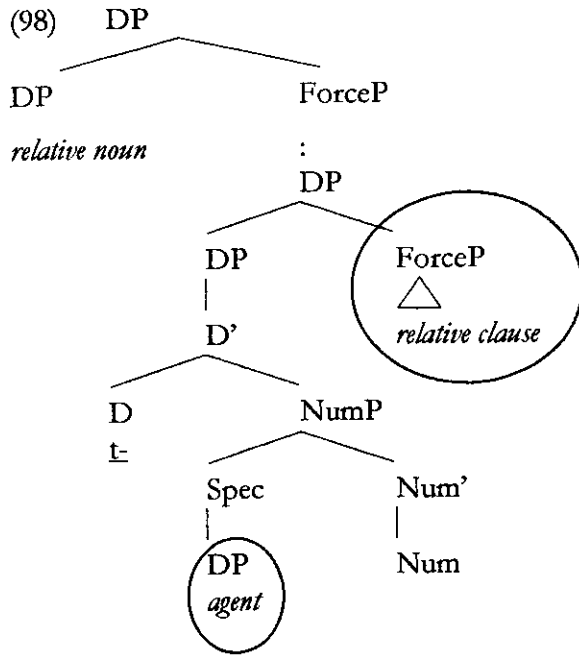 (98) DP
DP ForceP
relative noun :
DP
DP ForceP
D' relative clause
D NumP
t-
Spec Num'
DP Num
agent